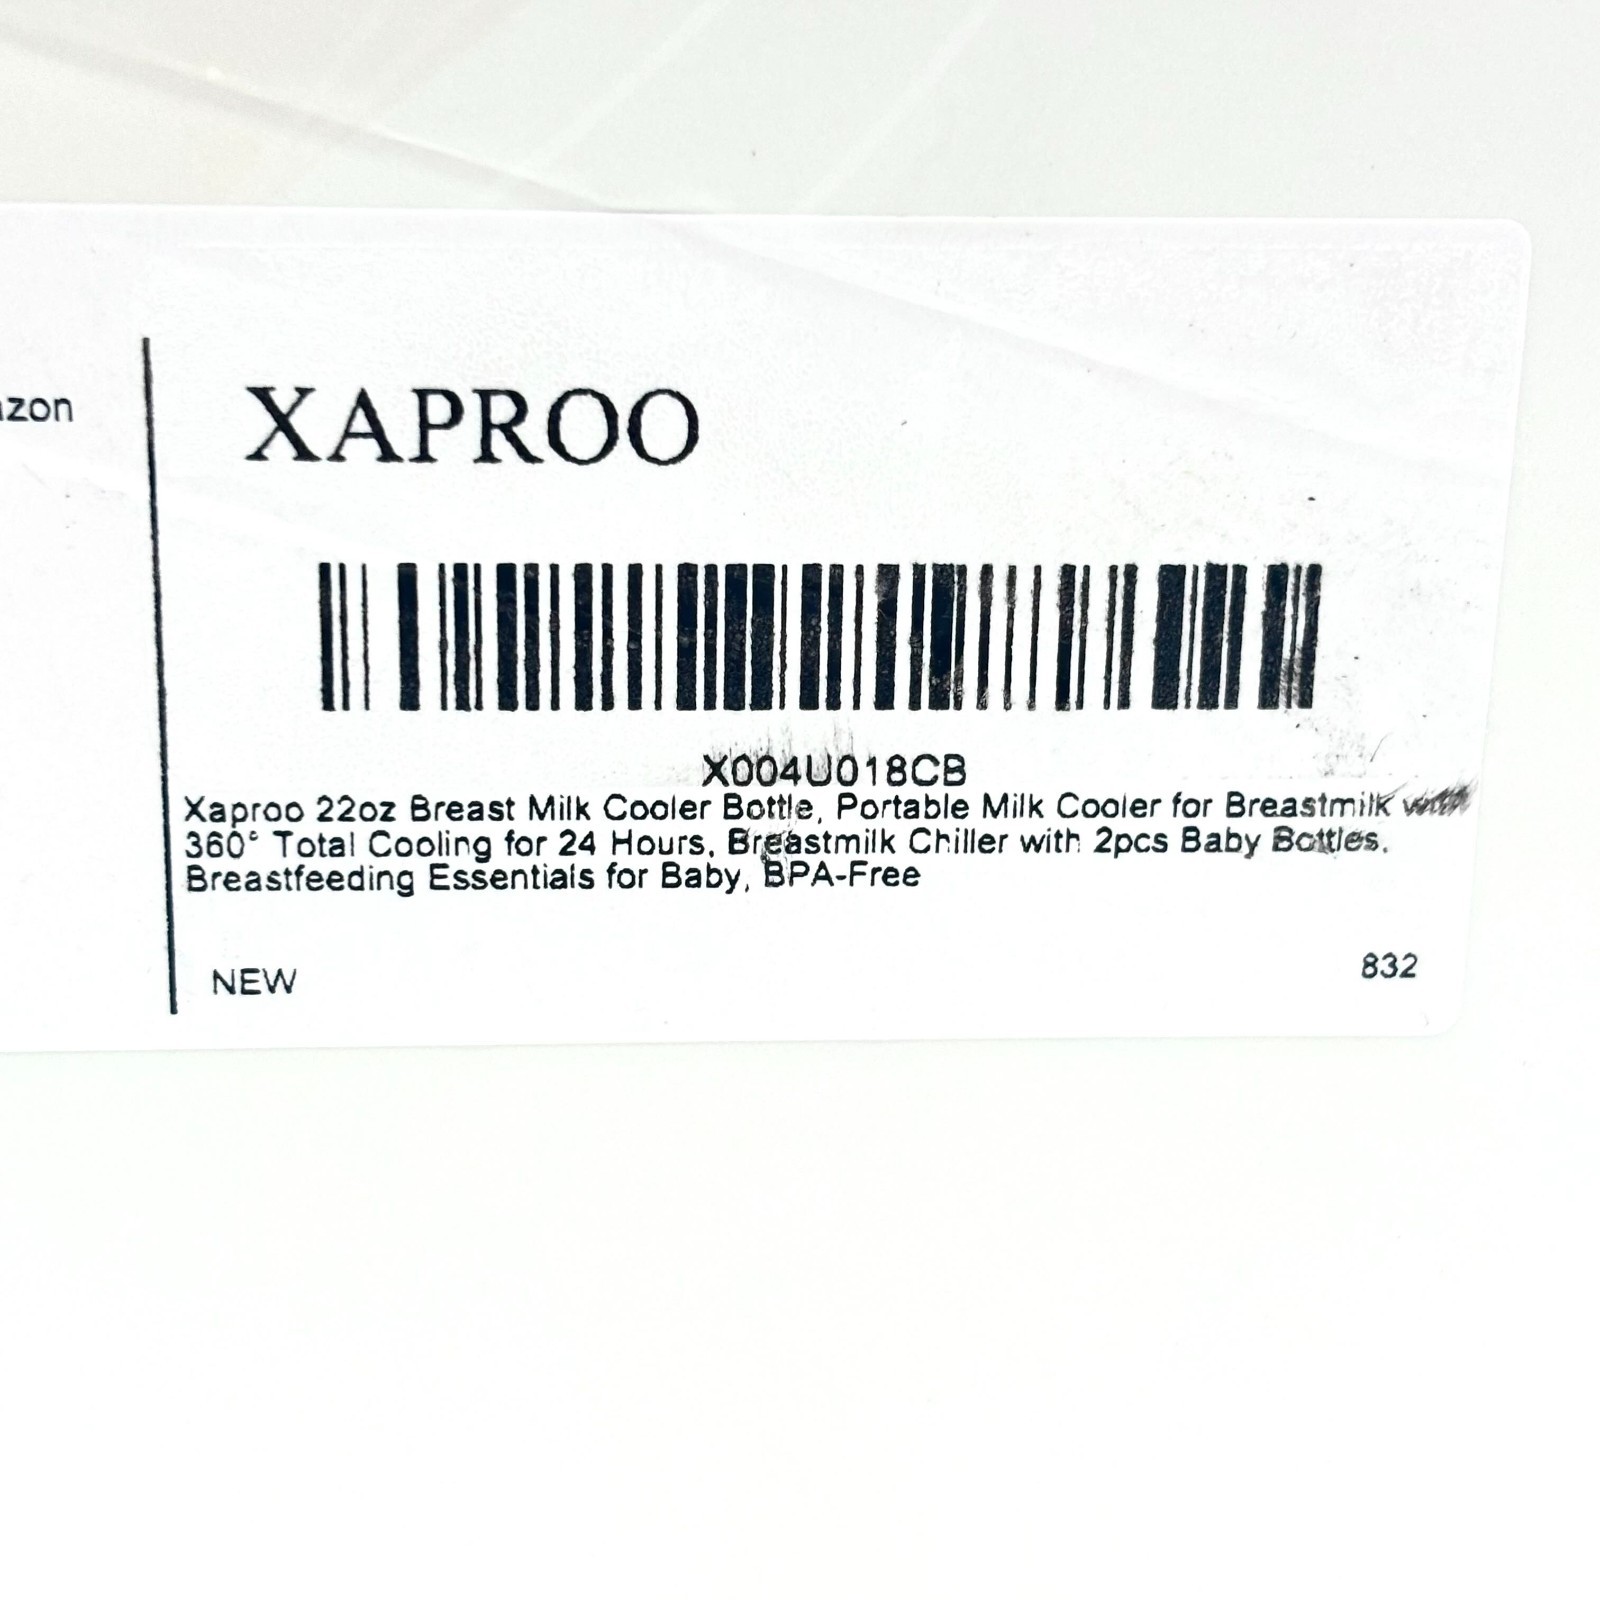 azon
XAPROO
X004U018CB
Xaproo 22oz Breast Milk Cooler Bottle, Portable Milk Cooler for Breastmilk with
360° Total Cooling for 24 Hours, Breastmilk Chiller with 2pcs Baby Bottles,
Breastfeeding Essentials for Baby, BPA-Free
NEW
832